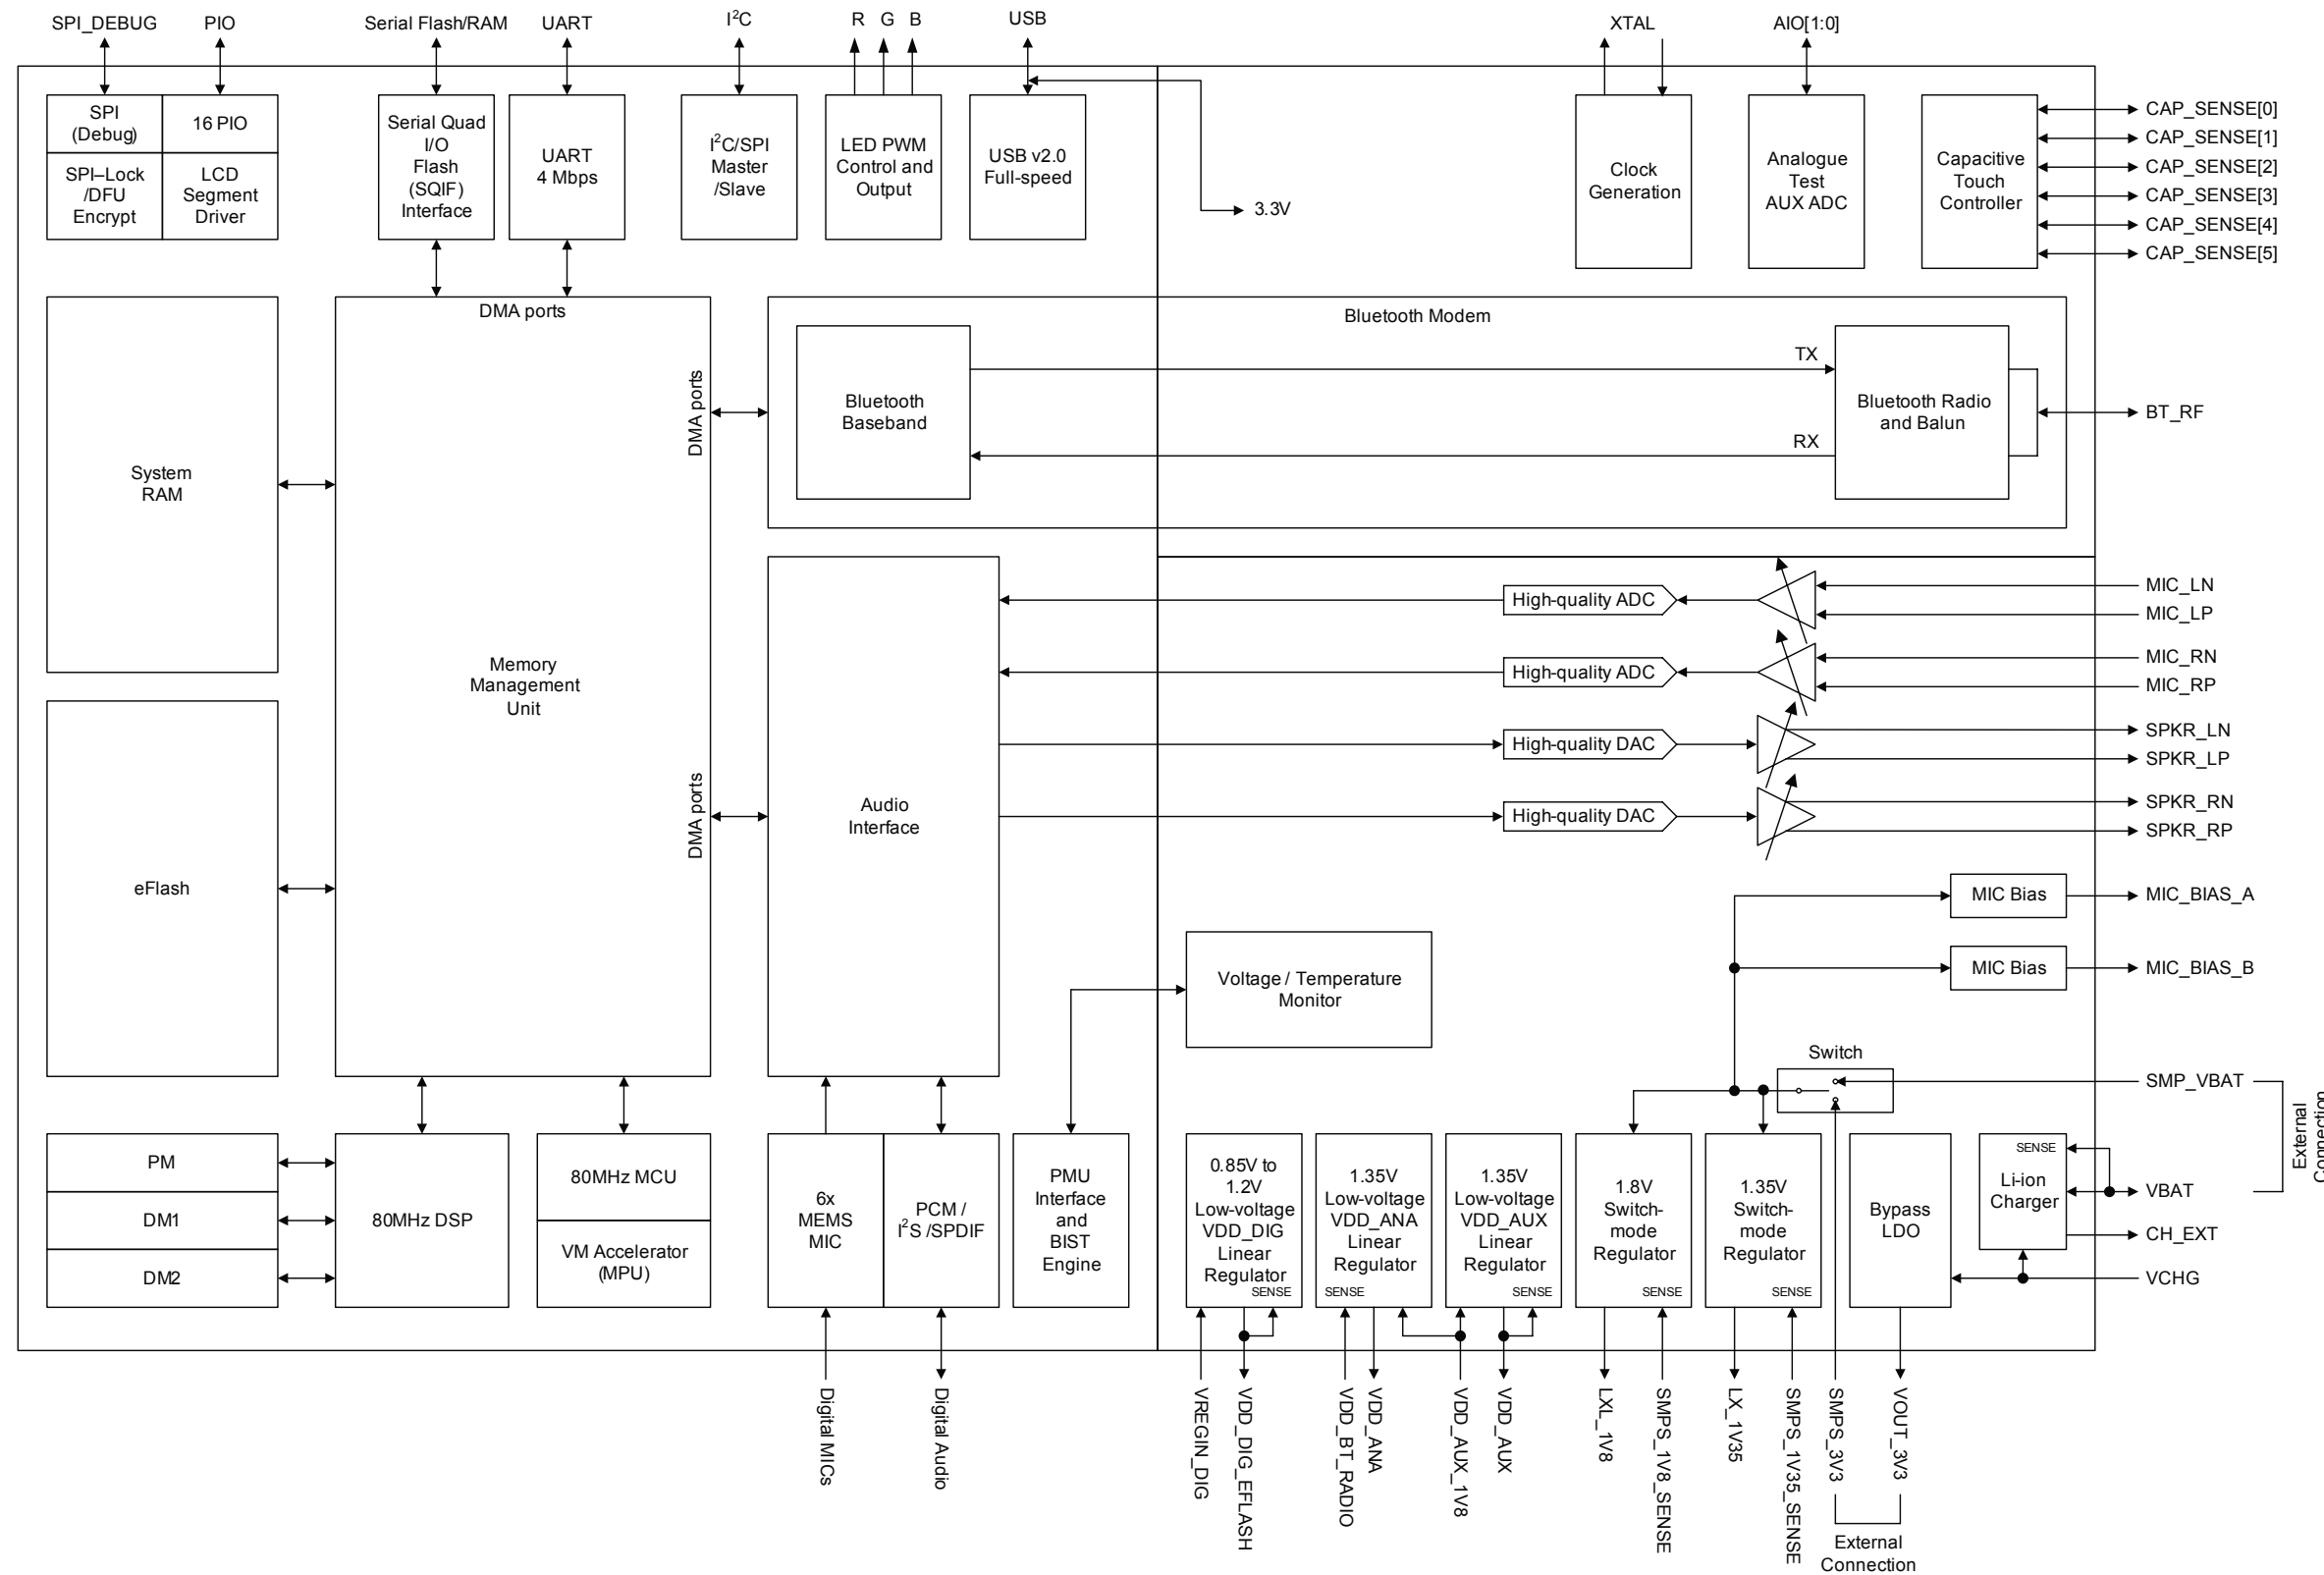 SPI_DEBUG
PIO
Serial Flash/RAM
UART
I²C
R
G
B
USB
XTAL
AIO[1:0]
SPI
(Debug)
16 PIO
SPI–Lock
/DFU
Encrypt
LCD
Segment
Driver
Serial Quad
I/O
Flash
(SQIF)
Interface
UART
4 Mbps
I²C/SPI
Master
/Slave
LED PWM
Control and
Output
USB v2.0
Full-speed
3.3V
Clock
Generation
Analogue
Test
AUX ADC
Capacitive
Touch
Controller
CAP_SENSE[0]
CAP_SENSE[1]
CAP_SENSE[2]
CAP_SENSE[3]
CAP_SENSE[4]
CAP_SENSE[5]
System
RAM
DMA ports
DMA ports
Bluetooth Modem
Bluetooth
Baseband
TX
RX
Bluetooth Radio
and Balun
BT_RF
Memory
Management
Unit
eFlash
DMA ports
Audio
Interface
High-quality ADC
High-quality ADC
High-quality DAC
High-quality DAC
MIC_LN
MIC_LP
MIC_RN
MIC_RP
SPKR_LN
SPKR_LP
SPKR_RN
SPKR_RP
MIC Bias
MIC_BIAS_A
MIC Bias
MIC_BIAS_B
Voltage / Temperature
Monitor
Switch
SMP_VBAT
External
Connection
PM
DM1
DM2
80MHz DSP
80MHz MCU
VM Accelerator
(MPU)
6x
MEMS
MIC
PCM /
I²S /SPDIF
PMU
Interface
and
BIST
Engine
0.85V to
1.2V
Low-voltage
VDD_DIG
Linear
Regulator
SENSE
1.35V
Low-voltage
VDD_ANA
Linear
Regulator
SENSE
1.35V
Low-voltage
VDD_AUX
Linear
Regulator
SENSE
1.8V
Switch-
mode
Regulator
SENSE
1.35V
Switch-
mode
Regulator
SENSE
Bypass
LDO
SENSE
Li-ion
Charger
VBAT
CH_EXT
VCHG
Digital MICs
Digital Audio
VREGIN_DIG
VDD_DIG_EFLASH
VDD_BT_RADIO
VDD_ANA
VDD_AUX_1V8
VDD_AUX
LXL_1V8
SMPS_1V8_SENSE
LX_1V35
SMPS_1V35_SENSE
SMPS_3V3
VOUT_3V3
External
Connection